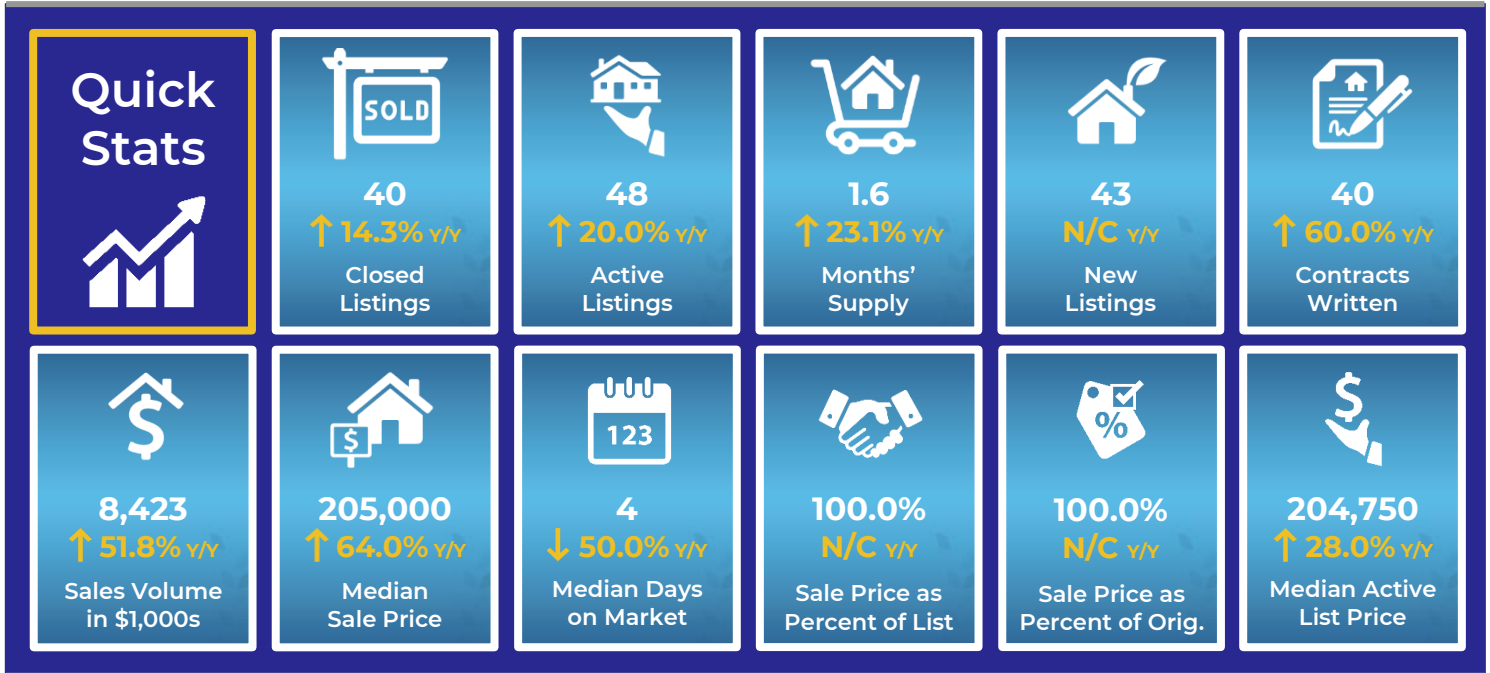 Quick
Stats
SOLD
40
↑ 14.3% Y/Y
Closed
Listings
48
↑ 20.0% Y/Y
Active
Listings
1.6
↑ 23.1% Y/Y
Months’
Supply
43
N/C Y/Y
New
Listings
40
↑ 60.0% Y/Y
Contracts
Written
$
8,423
↑ 51.8% Y/Y
Sales Volume
in $1,000s
$
205,000
↑ 64.0% Y/Y
Median
Sale Price
123
4
↓ 50.0% Y/Y
Median Days
on Market
100.0%
N/C Y/Y
Sale Price as
Percent of List
%
100.0%
N/C Y/Y
Sale Price as
Percent of Orig.
$
204,750
↑ 28.0% Y/Y
Median Active
List Price